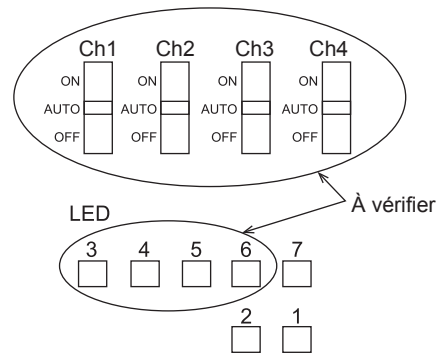 Ch1 Ch2 Ch3 Ch4
ON ON ON ON
AUTO AUTO AUTO AUTO
OFF OFF OFF OFF
À vérifier
LED
3 4 5 6 7
2 1